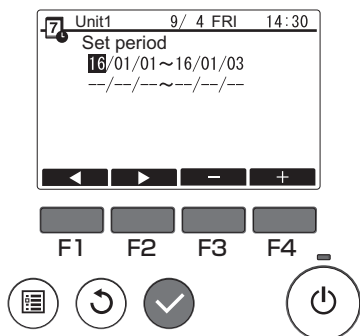 7 Unit1 9/ 4 FRI 14:30
Set period
16/01/01~16/01/03
--/--/--~--/--/--
− +
F1 F2 F3 F4